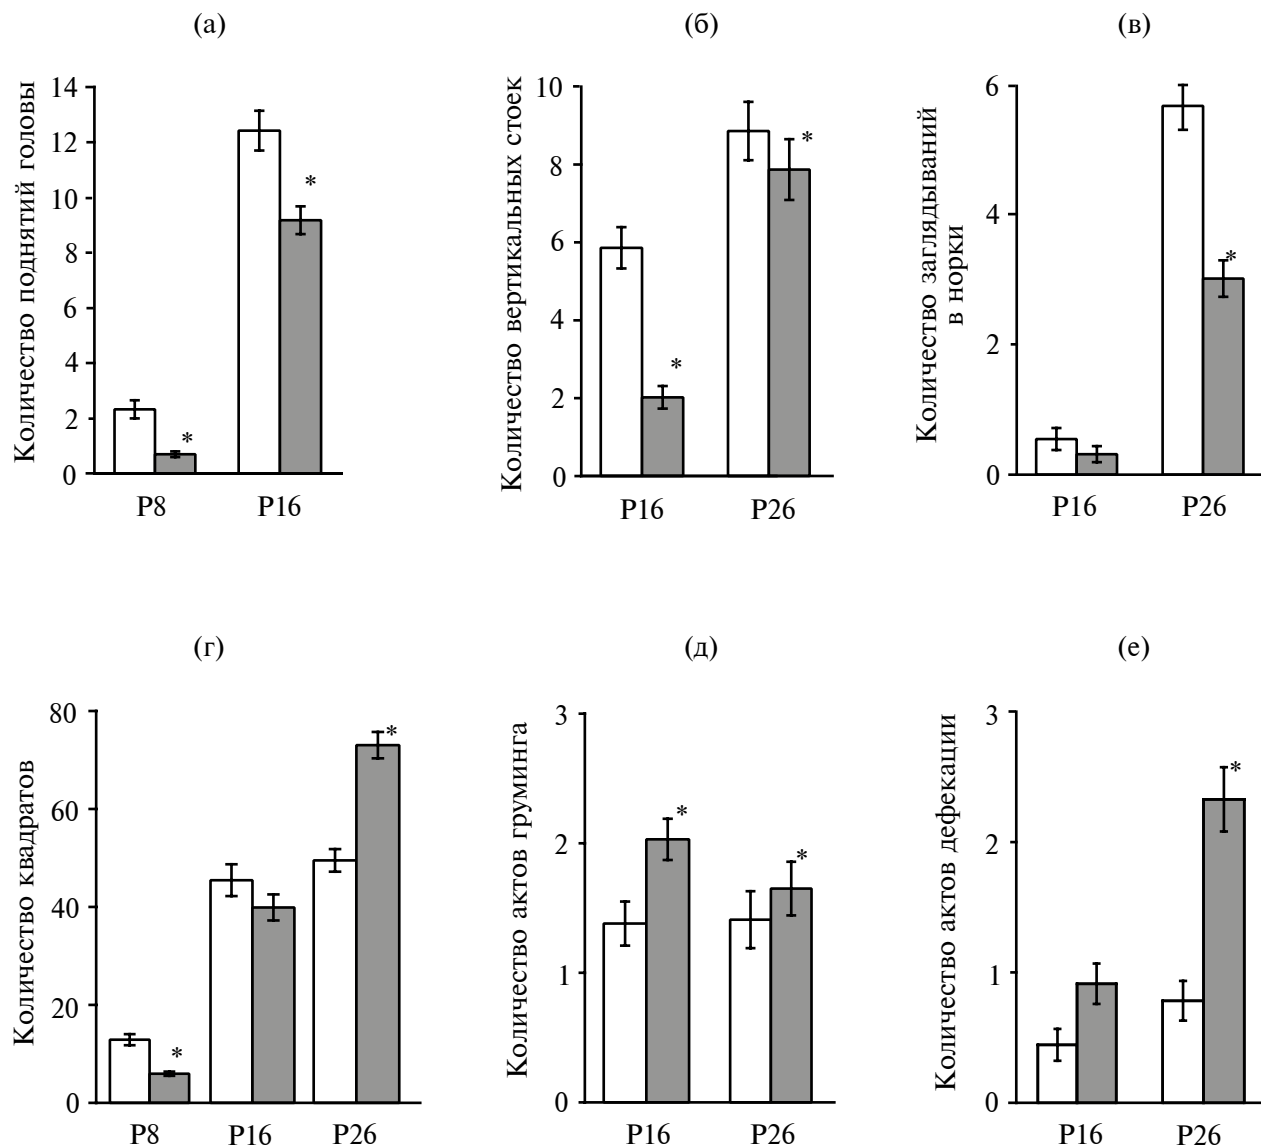 (а)
Количество поднятий головы
14
12
10
8
6
4
2
0
*
*
P8
P16
(б)
Количество вертикальных стоек
10
8
6
4
2
0
*
*
P16
P26
(в)
Количество заглядываний
в норки
6
4
2
0
*
P16
P26
(г)
Количество квадратов
80
60
40
20
0
*
*
P8
P16
P26
(д)
Количество актов груминга
3
2
1
0
*
*
P16
P26
(е)
Количество актов дефекации
3
2
1
0
*
P16
P26